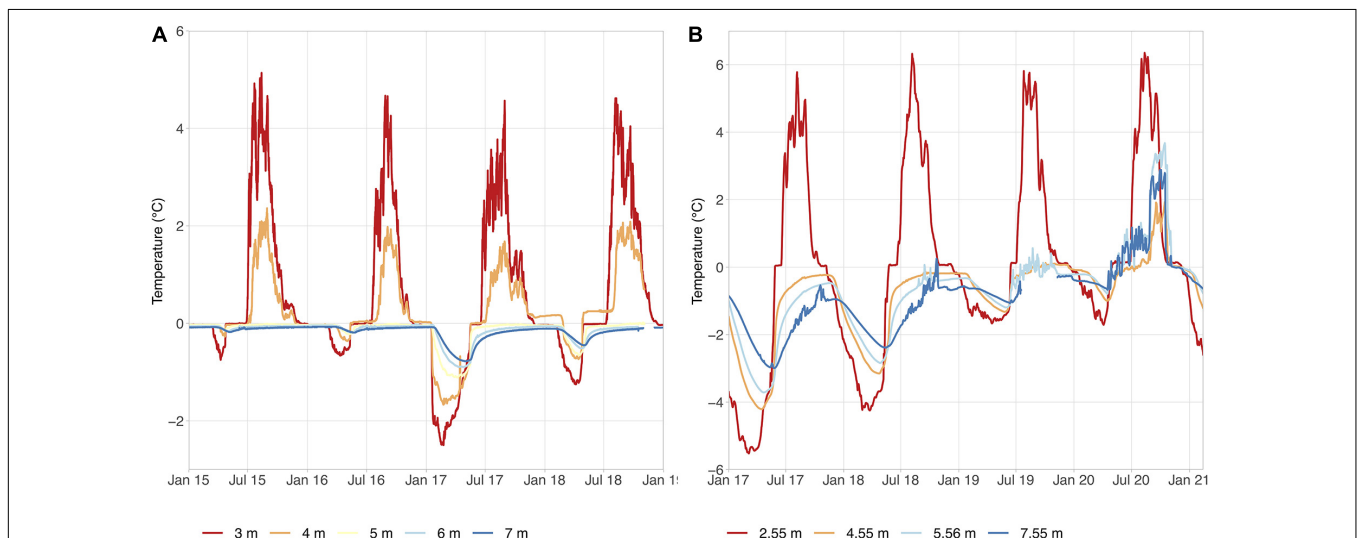 A
B
Temperature (°C)
6
4
2
0
−2
Jan 15 Jul 15 Jan 16 Jul 16 Jan 17 Jul 17 Jan 18 Jul 18 Jan 1
3 m 4 m 5 m 6 m 7 m
Temperature (°C)
6
4
2
0
−2
−4
−6
Jan 17 Jul 17 Jan 18 Jul 18 Jan 19 Jul 19 Jan 20 Jul 20 Jan 21
2.55 m 4.55 m 5.56 m 7.55 m